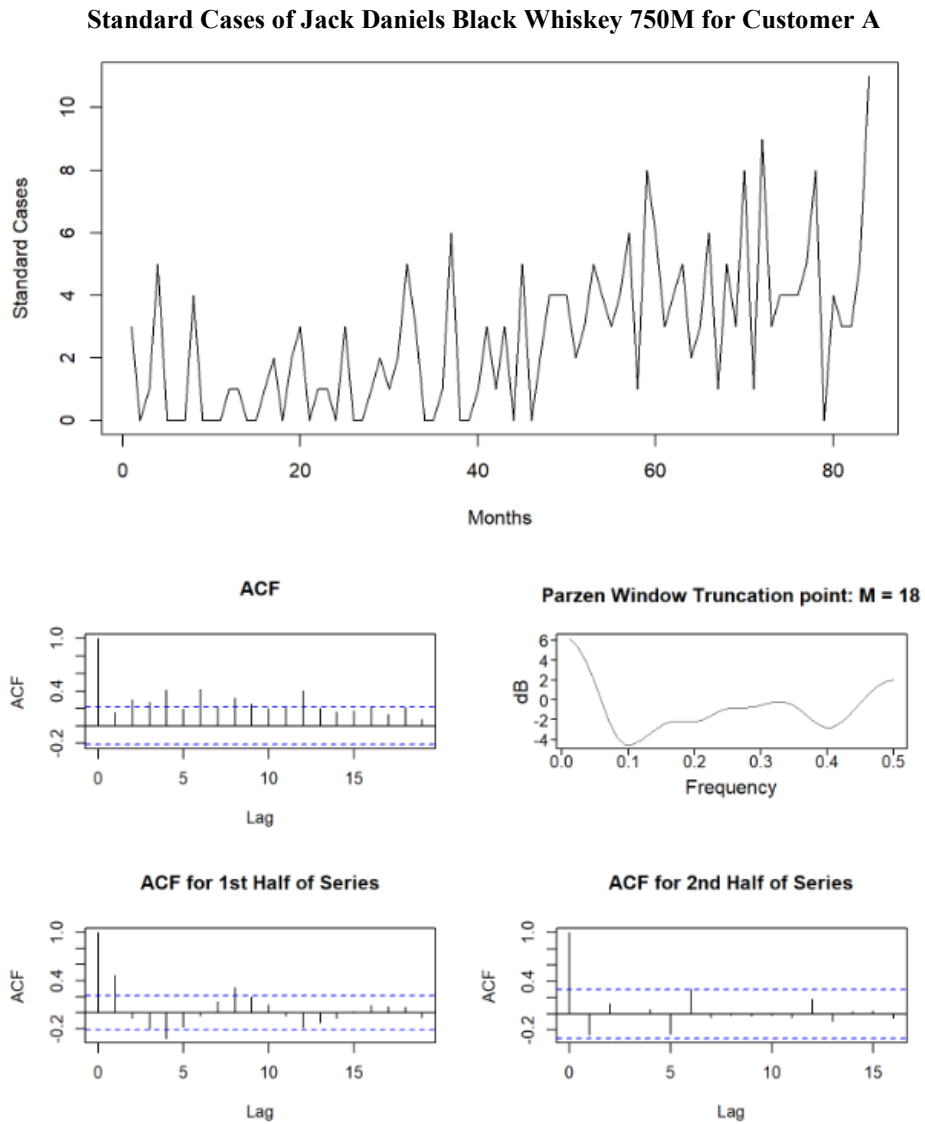 Standard Cases of Jack Daniels Black Whiskey 750M for Customer A
Standard Cases
10
8
6
4
2
0
0 20 40 60 80
Months
ACF
ACF
1.0
0.4
-0.2
0 5 10 15
Lag
Parzen Window Truncation point: M = 18
dB
6
4
2
0
-2
-4
0.0 0.1 0.2 0.3 0.4 0.5
Frequency
ACF for 1st Half of Series
ACF
1.0
0.4
-0.2
0 5 10 15
Lag
ACF for 2nd Half of Series
ACF
1.0
0.4
-0.2
0 5 10 15
Lag